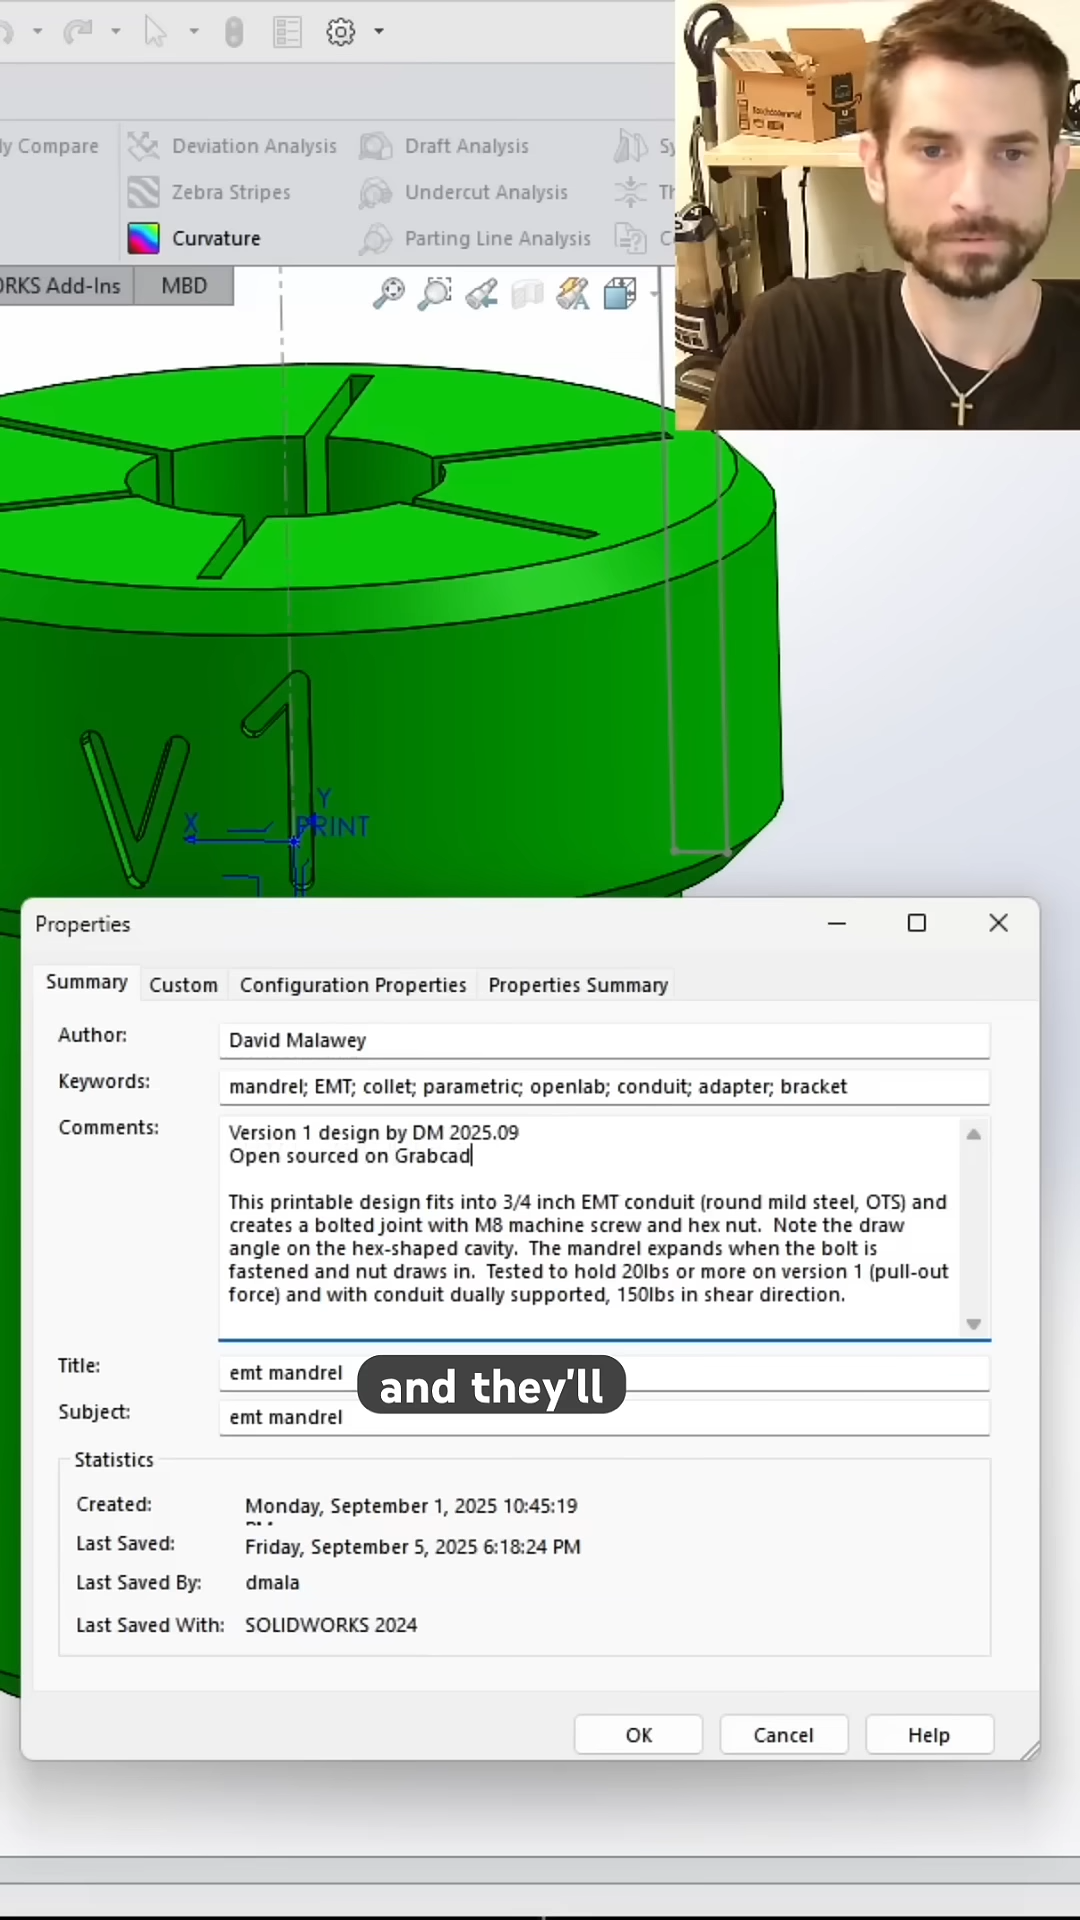 Compare
Deviation Analysis
Draft Analysis
Zebra Stripes
Undercut Analysis
Curvature
Parting Line Analysis
Add-Ins
MBD
v1
Y
X
PRINT
Properties
Summary
Custom
Configuration Properties
Properties Summary
Author:
David Malawey
Keywords:
mandrel; EMT; collet; parametric; openlab; conduit; adapter; bracket
Comments:
Version 1 design by DM 2025.09
Open sourced on Grabcad
This printable design fits into 3/4 inch EMT conduit (round mild steel, OTS) and
creates a bolted joint with M8 machine screw and hex nut.  Note the draw
angle on the hex-shaped cavity.  The mandrel expands when the bolt is
fastened and nut draws in.  Tested to hold 20lbs or more on version 1 (pull-out
force) and with conduit dually supported, 150lbs in shear direction.
Title:
emt mandrel
and they'll
Subject:
emt mandrel
Statistics
Created:
Monday, September 1, 2025 10:45:19
Last Saved:
Friday, September 5, 2025 6:18:24 PM
Last Saved By:
dmala
Last Saved With:
SOLIDWORKS 2024
OK
Cancel
Help